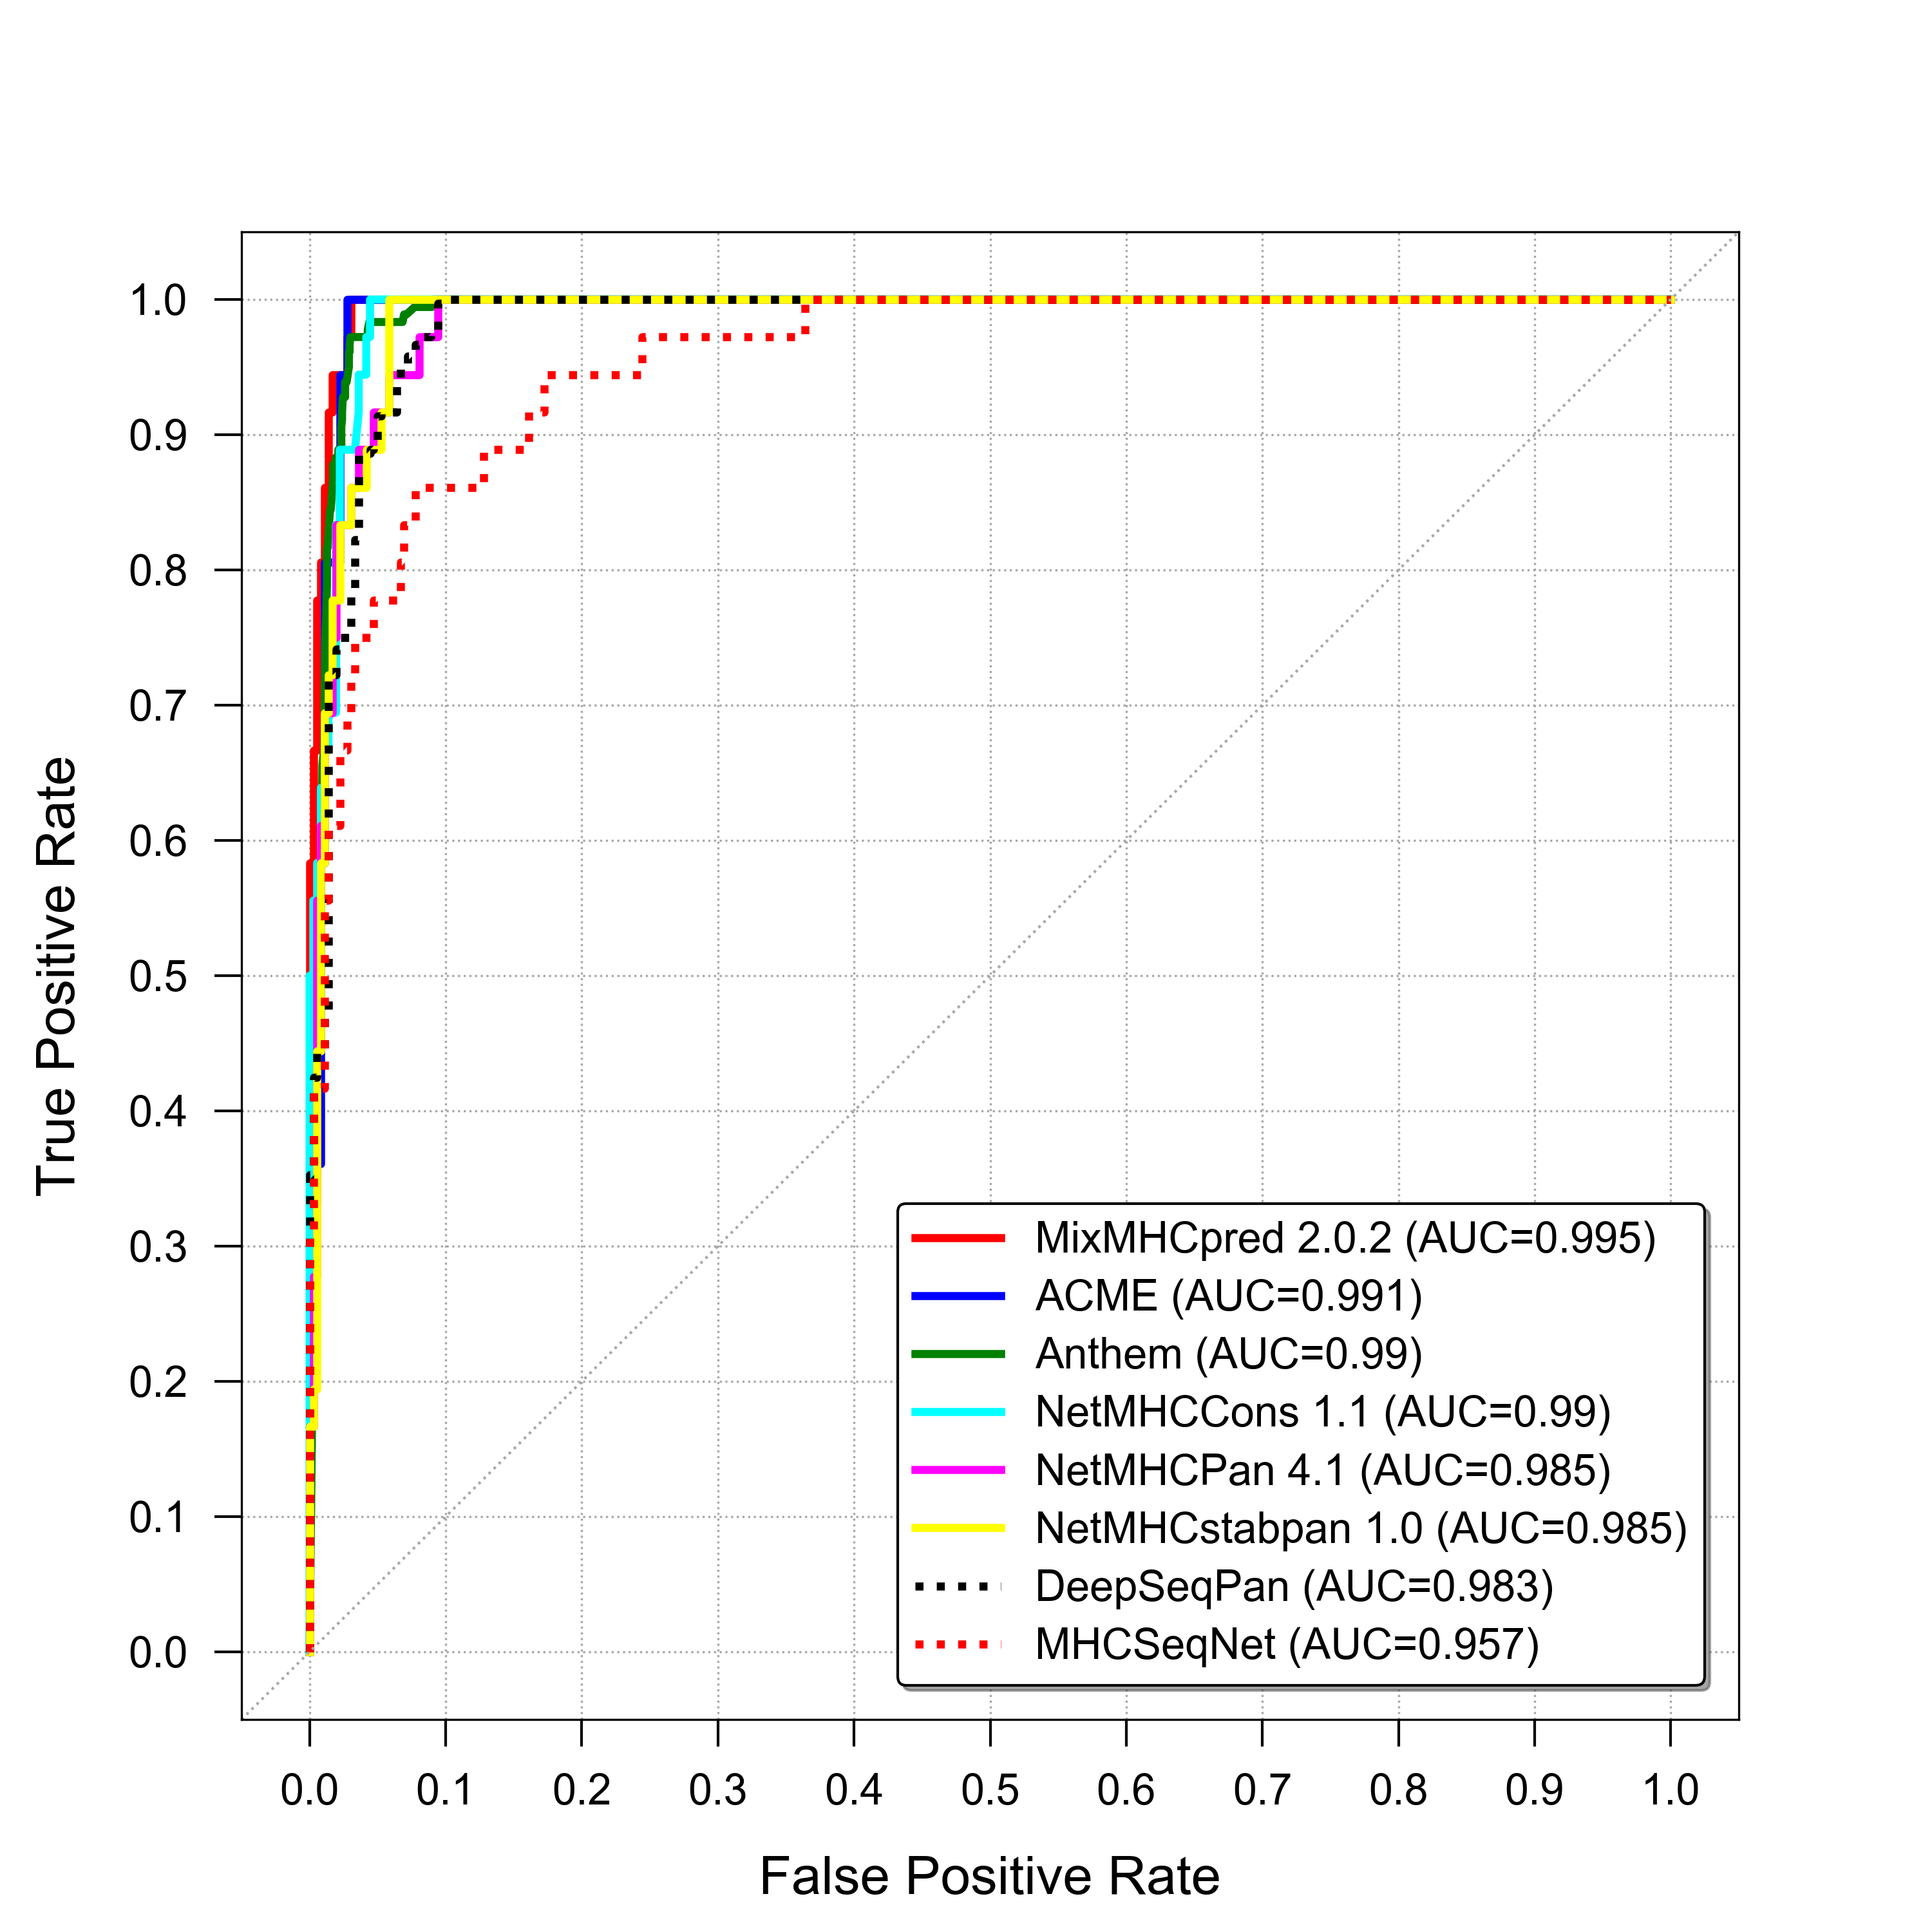 1.0
0.9
0.8
0.7
0.6
0.5
0.4
0.3
0.2
0.1
0.0
True Positive Rate
MixMHCpred 2.0.2 (AUC=0.995)
ACME (AUC=0.991)
Anthem (AUC=0.99)
NetMHCCons 1.1 (AUC=0.99)
NetMHCPan 4.1 (AUC=0.985)
NetMHCstabpan 1.0 (AUC=0.985)
DeepSeqPan (AUC=0.983)
MHCSeqNet (AUC=0.957)
0.0 0.1 0.2 0.3 0.4 0.5 0.6 0.7 0.8 0.9 1.0
False Positive Rate